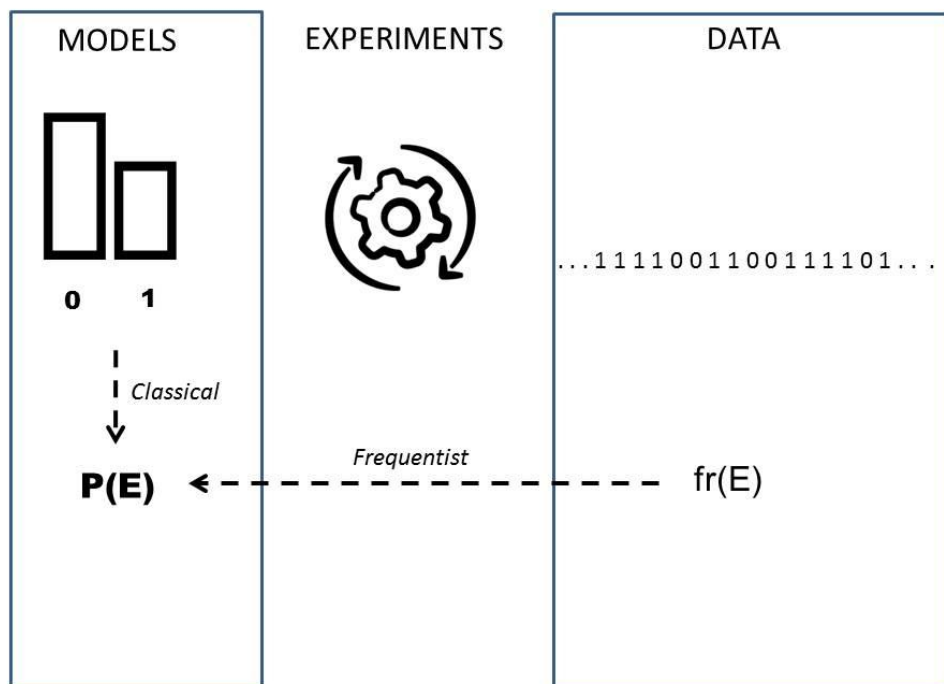 MODELS
EXPERIMENTS
DATA
...1111001100111101...
0 1
Classical
Frequentist
P(E)
fr(E)